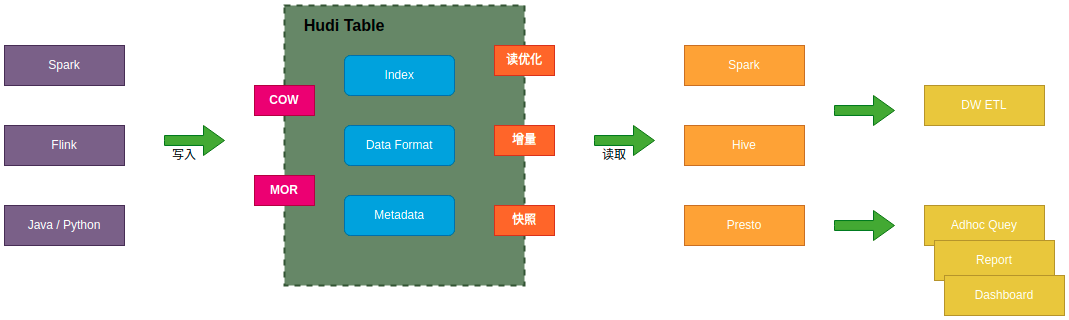 Hudi Table
Spark
Flink
Java / Python
写入
COW
MOR
Index
Data Format
Metadata
读优化
增量
快照
读取
Spark
Hive
Presto
DW ETL
Adhoc Quey
Report
Dashboard